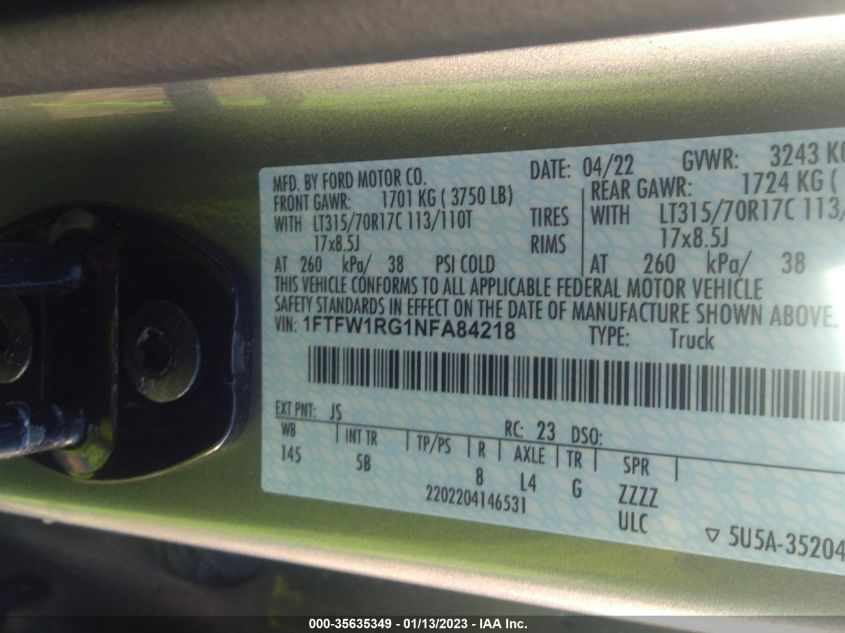 MFD. BY FORD MOTOR CO. DATE: 04/22 GVWR: 3243 KG
FRONT GAWR: 1701 KG ( 3750 LB) REAR GAWR: 1724 KG (
WITH LT315/70R17C 113/110T TIRES WITH LT315/70R17C 113/
17x8.5J RIMS 17x8.5J
AT 260 kPa/ 38 PSI COLD AT 260 kPa/ 38
THIS VEHICLE CONFORMS TO ALL APPLICABLE FEDERAL MOTOR VEHICLE
SAFETY STANDARDS IN EFFECT ON THE DATE OF MANUFACTURE SHOWN ABOVE.
VIN: 1FTFW1RG1NFA84218 TYPE: Truck
EXT PNT: JS RC: 23 DSO:
WB INT TR TP/PS R AXLE TR SPR
145 5B 8 L4 G ZZZZ
2202204146531 ULC
▽ 5U5A-35204
000-35635349 — 01/13/2023 — IAA Inc.